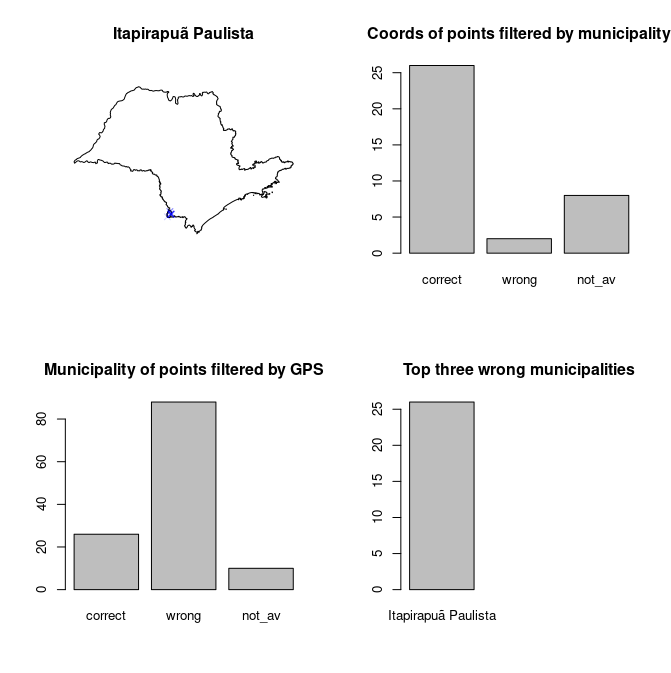 Itapirapuã Paulista
Coords of points filtered by municipality
25
20
15
10
5
0
correct wrong not_av
Municipality of points filtered by GPS
80
60
40
20
0
correct wrong not_av
Top three wrong municipalities
25
20
15
10
5
0
Itapirapuã Paulista